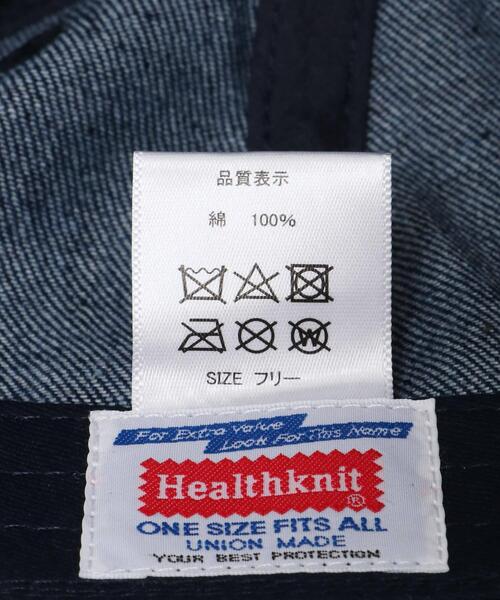 品質表示
綿 100%
W
SIZE フリー
For Extra Value
Look For This Name
Healthknit®
ONE SIZE FITS ALL
UNION MADE
YOUR BEST PROTECTION